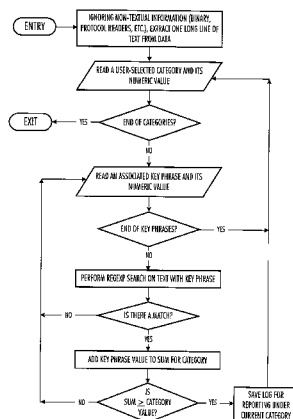 ENTRY
IGNORING NON-TEXTUAL INFORMATION (BINARY,
PROTOCOL READERS, ETC.), EXTRACT ONE LONG LINE OF
TEXT FROM DATA
READ A USER-SELECTED CATEGORY AND ITS
NUMERIC VALUE
EXIT
YES
END OF CATEGORIES?
NO
READ AN ASSOCIATED KEY PHRASE AND ITS
NUMERIC VALUE
END OF KEY PHRASES?
YES
NO
PERFORM REGEXP SEARCH ON TEXT WITH KEY PHRASE
NO
IS THERE A MATCH?
YES
ADD KEY PHRASE VALUE TO SUM FOR CATEGORY
NO
IS
SUM ≥ CATEGORY
VALUE?
YES
SAVE LOG FOR
REPORTING UNDER
CURRENT CATEGORY